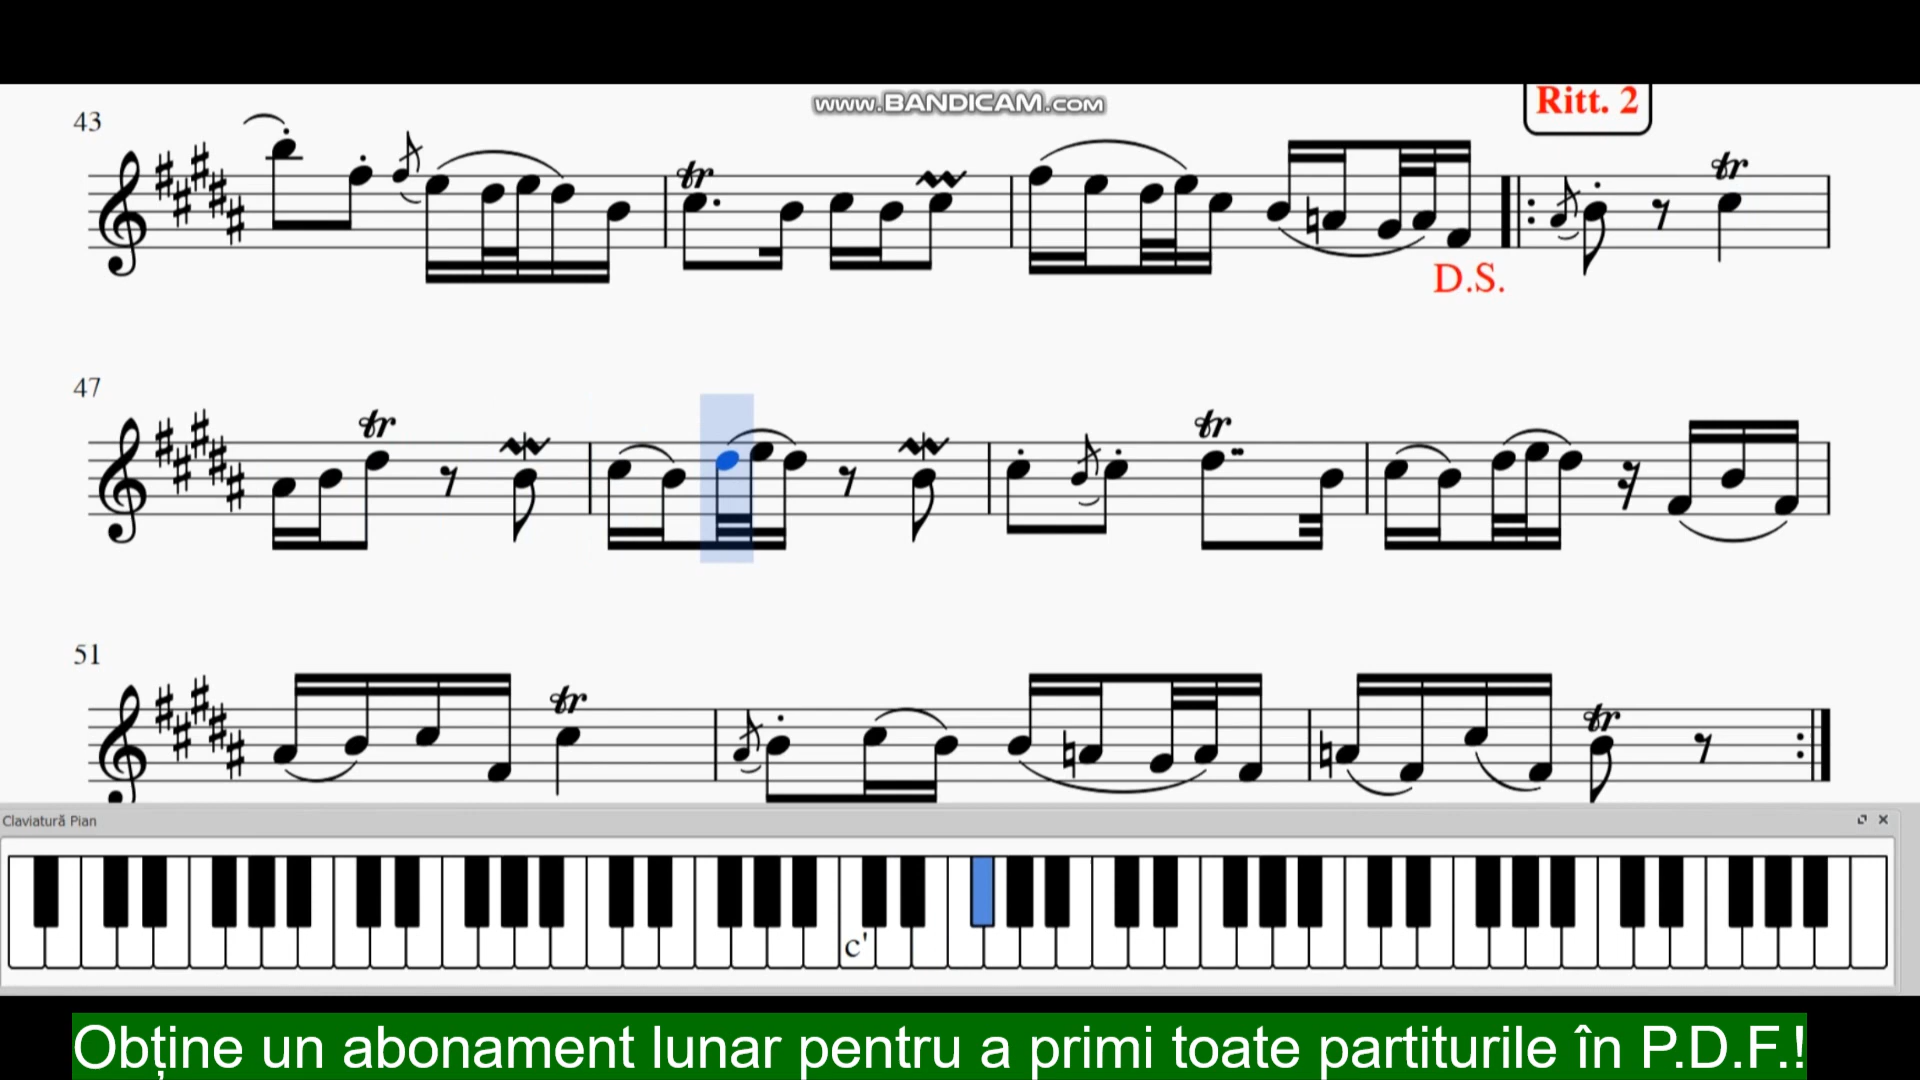 www.BANDICAM.com
43
Ritt. 2
tr
tr
D.S.
47
tr
tr
51
tr
tr
Claviatură Pian
c'
Obține un abonament lunar pentru a primi toate partiturile în P.D.F.!